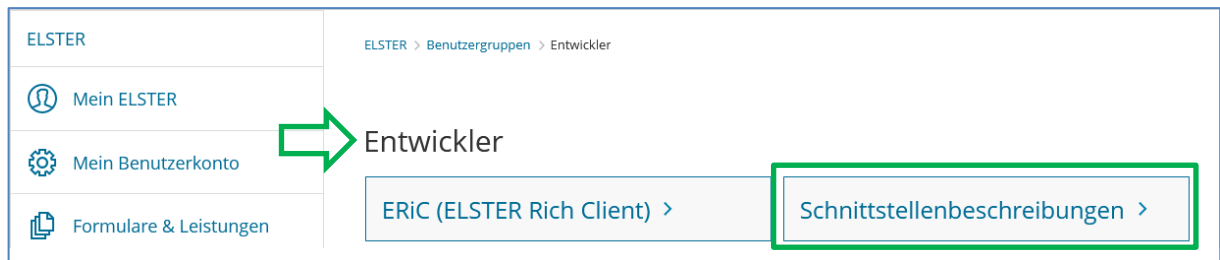 ELSTER
Mein ELSTER
Mein Benutzerkonto
Formulare & Leistungen
ELSTER > Benutzergruppen > Entwickler
Entwickler
ERiC (ELSTER Rich Client) >
Schnittstellenbeschreibungen >